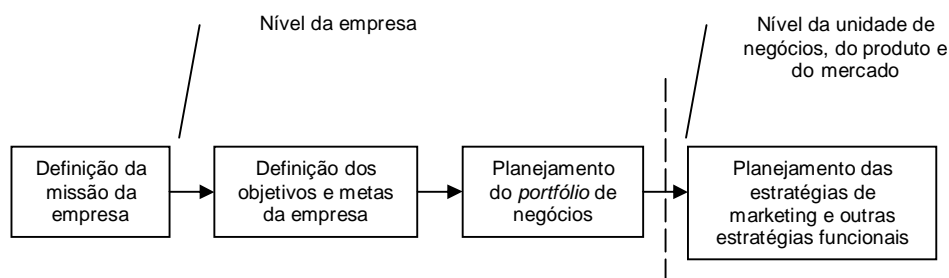 Nível da empresa
Nível da unidade de
negócios, do produto e
do mercado
Definição da
missão da
empresa
Definição dos
objetivos e metas
da empresa
Planejamento
do portfólio de
negócios
Planejamento das
estratégias de
marketing e outras
estratégias funcionais